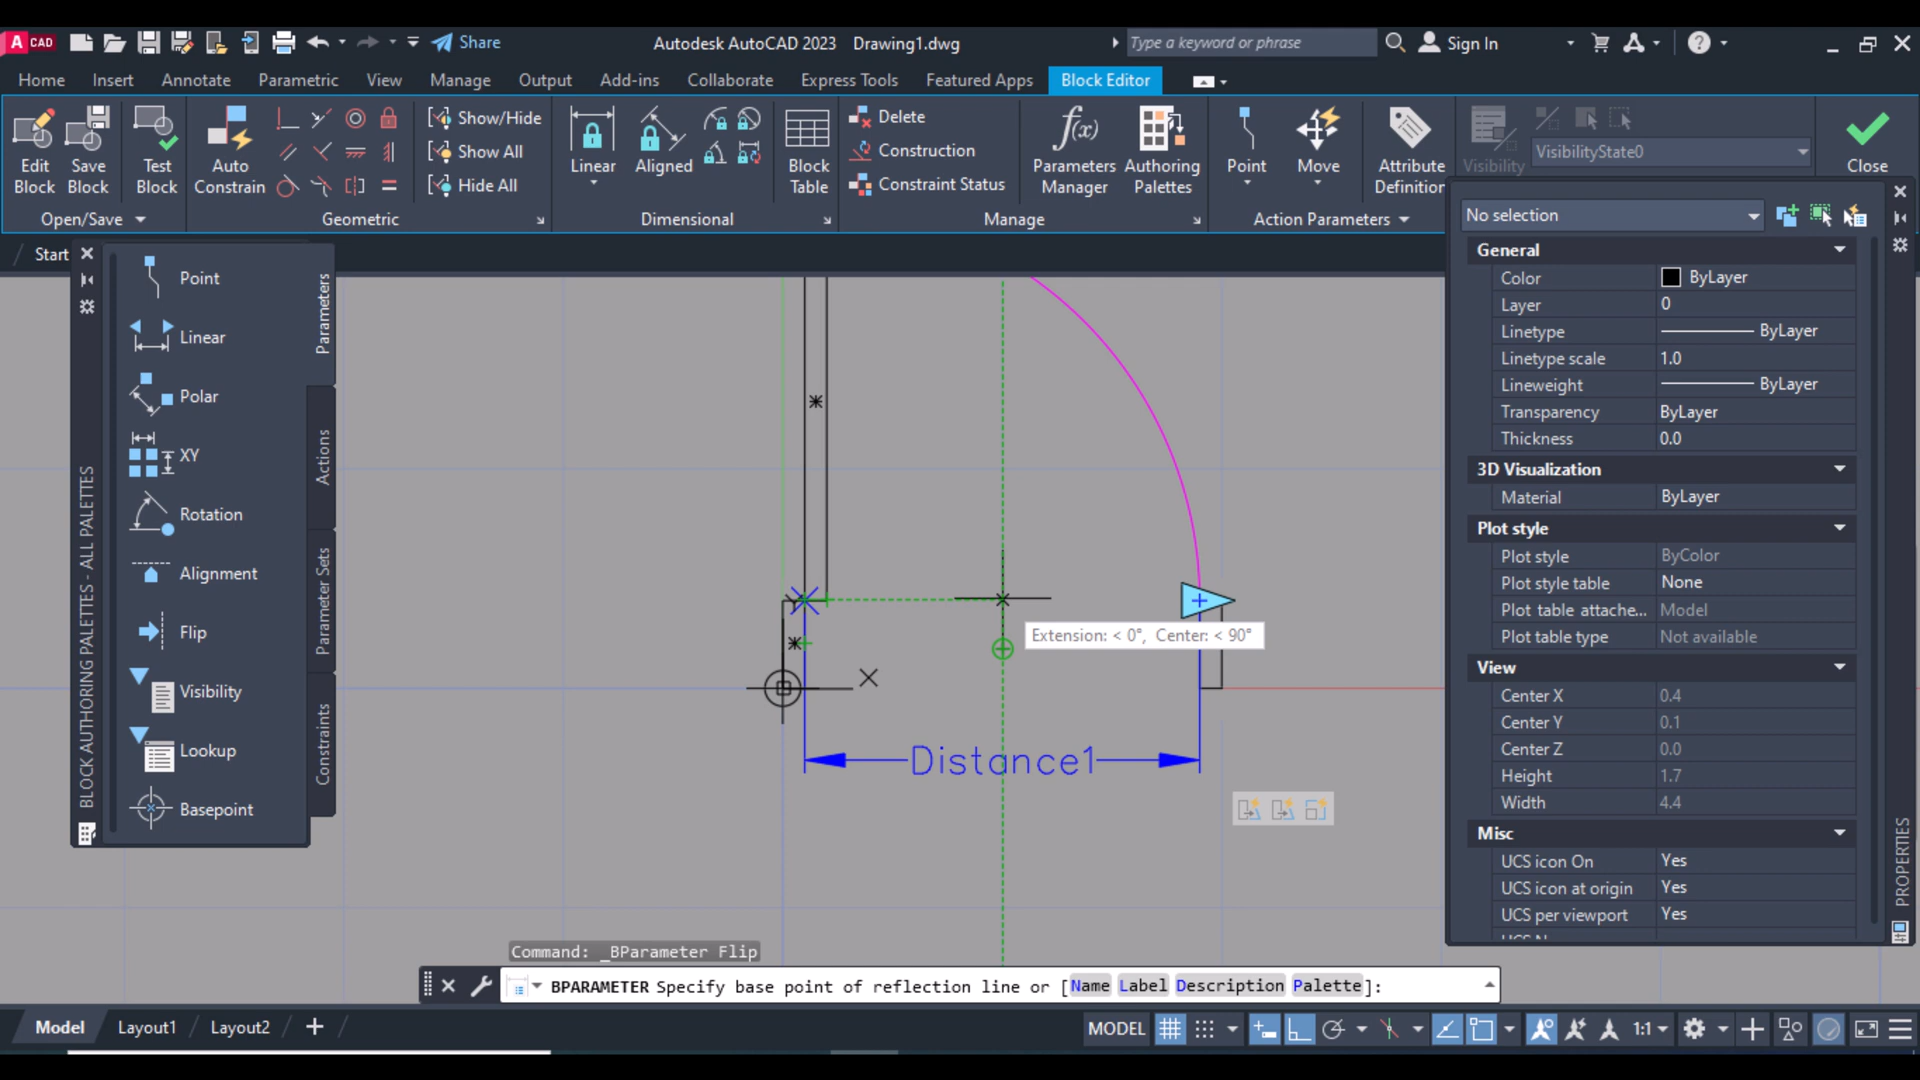 A CAD Share Autodesk AutoCAD 2023 Drawing1.dwg Type a keyword or phrase Sign In
Home Insert Annotate Parametric View Manage Output Add-ins Collaborate Express Tools Featured Apps Block Editor
Edit Block
Save Block
Test Block
Auto Constrain
Show/Hide
Show All
Hide All
Linear
Aligned
Block Table
Delete
Construction
Constraint Status
Parameters Manager
Authoring Palettes
Point
Move
Attribute Definition
Visibility
VisibilityState0
Close
Open/Save Geometric Dimensional Manage Action Parameters
Start
BLOCK AUTHORING PALETTES - ALL PALETTES
Point
Linear
Polar
XY
Rotation
Alignment
Flip
Visibility
Lookup
Basepoint
Parameters
Actions
Parameter Sets
Constraints
Extension: < 0°, Center: < 90°
Distance1
No selection
General
Color ByLayer
Layer 0
Linetype ByLayer
Linetype scale 1.0
Lineweight ByLayer
Transparency ByLayer
Thickness 0.0
3D Visualization
Material ByLayer
Plot style
Plot style ByColor
Plot style table None
Plot table attache... Model
Plot table type Not available
View
Center X 0.4
Center Y 0.1
Center Z 0.0
Height 1.7
Width 4.4
Misc
UCS icon On Yes
UCS icon at origin Yes
UCS per viewport Yes
PROPERTIES
Command: _BParameter Flip
BPARAMETER Specify base point of reflection line or [Name Label Description Palette]:
Model Layout1 Layout2 MODEL 1:1